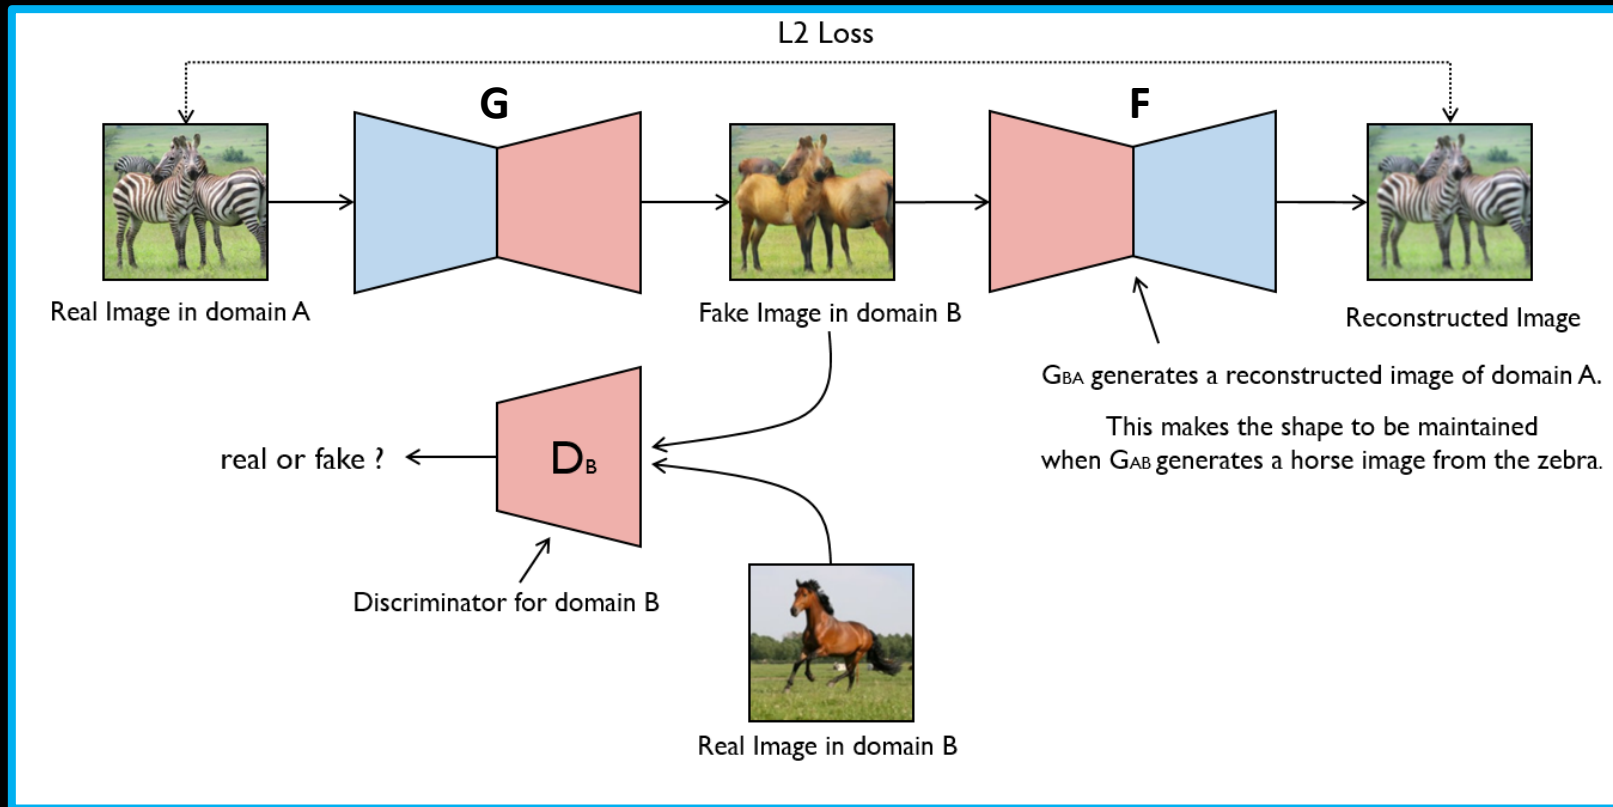 L2 Loss
G
F
Real Image in domain A
Fake Image in domain B
Reconstructed Image
GBA generates a reconstructed image of domain A.
This makes the shape to be maintained
when GAB generates a horse image from the zebra.
real or fake ?
DB
Discriminator for domain B
Real Image in domain B